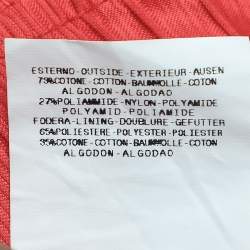 ESTERNO-OUTSIDE-EXTERIEUR-AUSEN
73%COTONE-COTTON-BAUMWOLLE-COTON
ALGODON-ALGODAO
27%POLIAMMIDE-NYLON-POLYAMIDE
POLYAMID-POLIAMIDE
FODERA-LINING-DOUBLURE-GEFUTTER
65%POLIESTERE-POLYESTER-POLIESTER
35%COTONE-COTTON-BAUMWOLLE-COTON
ALGODON-ALGODAO